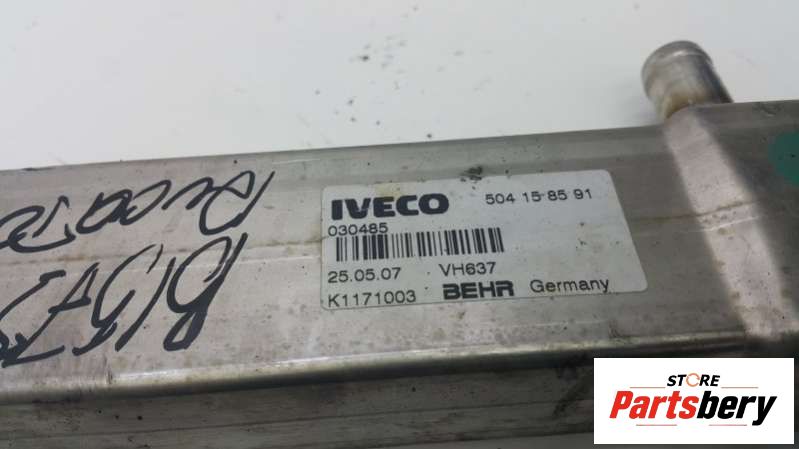 IVECO 504 15 85 91
030485
25.05.07 VH637
K1171003 BEHR Germany
STORE
Partsbery